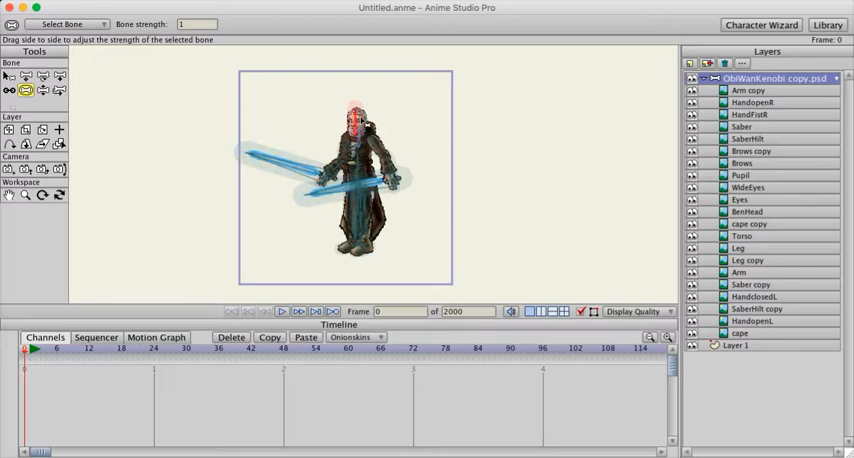 Untitled.anme - Anime Studio Pro
Select Bone Bone strength: 1 Character Wizard Library
Drag side to side to adjust the strength of the selected bone Frame: 0
Tools
Bone
Layer
Camera
Workspace
Layers
ObiWanKenobi copy.psd
Arm copy
HandopenR
HandFistR
Saber
SaberHilt
Brows copy
Brows
Pupil
WIdeEyes
Eyes
BenHead
cape copy
Torso
Leg
Leg copy
Arm
Saber copy
HandclosedL
SaberHilt copy
HandopenL
cape
Layer 1
Frame 0 of 2000 Display Quality
Timeline
Channels Sequencer Motion Graph Delete Copy Paste Onionskins
0 6 12 18 24 30 36 42 48 54 60 66 72 78 84 90 96 102 108 114
0 1 2 3 4